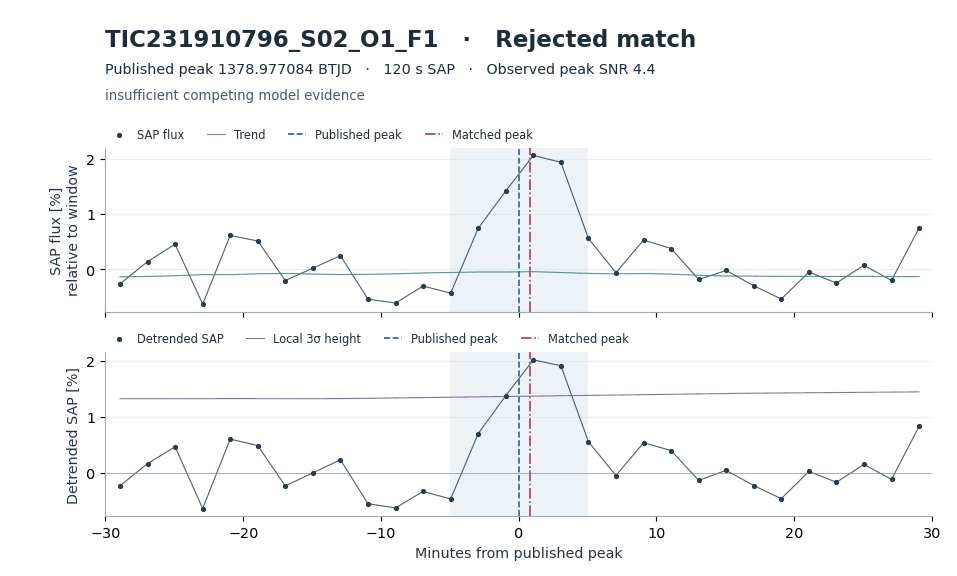 TIC231910796_S02_O1_F1 · Rejected match
Published peak 1378.977084 BTJD · 120 s SAP · Observed peak SNR 4.4
insufficient competing model evidence
SAP flux Trend Published peak Matched peak
SAP flux [%]
relative to window
2
1
0
Detrended SAP Local 3σ height Published peak Matched peak
Detrended SAP [%]
2
1
0
−30 −20 −10 0 10 20 30
Minutes from published peak